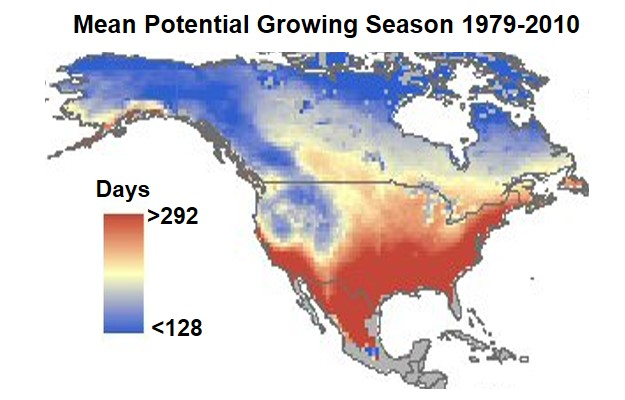 Mean Potential Growing Season 1979-2010
Days
>292
<128